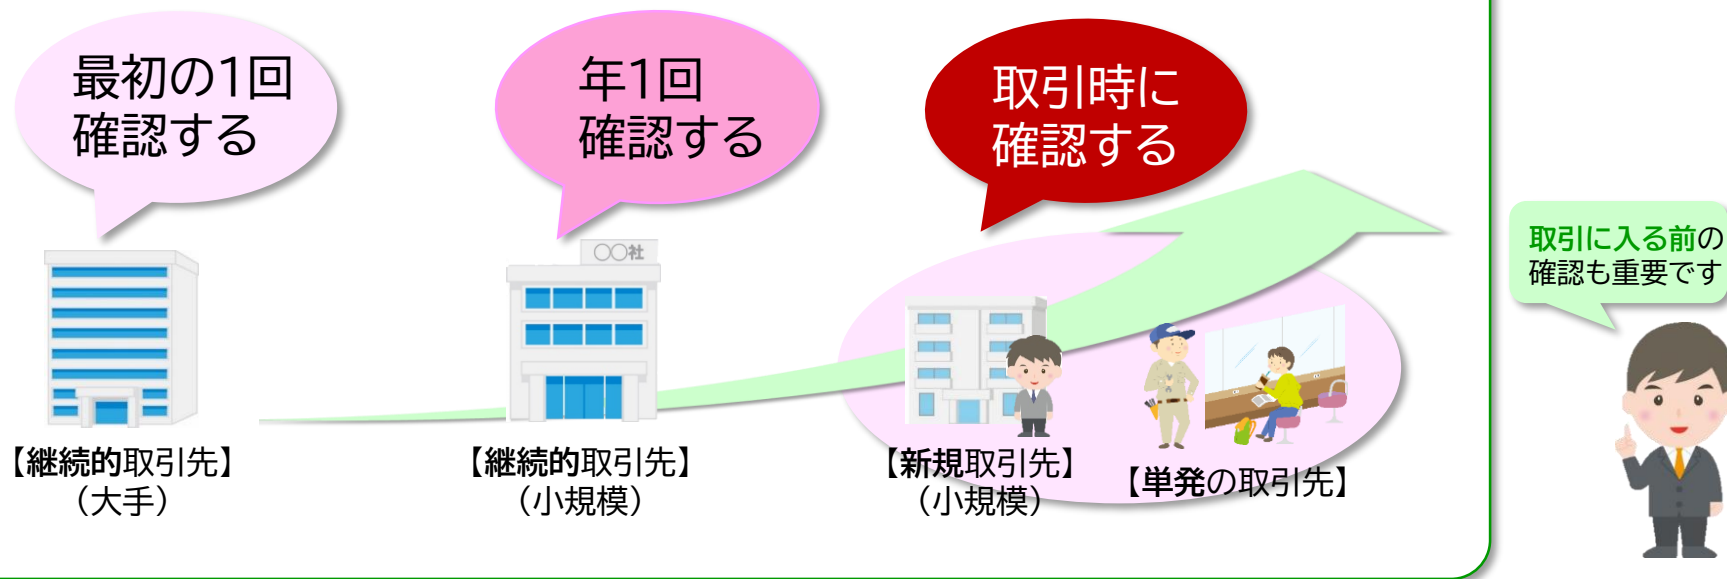 最初の1回
確認する
年1回
確認する
取引時に
確認する
取引に入る前の
確認も重要です
〇〇社
【継続的取引先】
（大手）
【継続的取引先】
（小規模）
【新規取引先】
（小規模）
【単発の取引先】